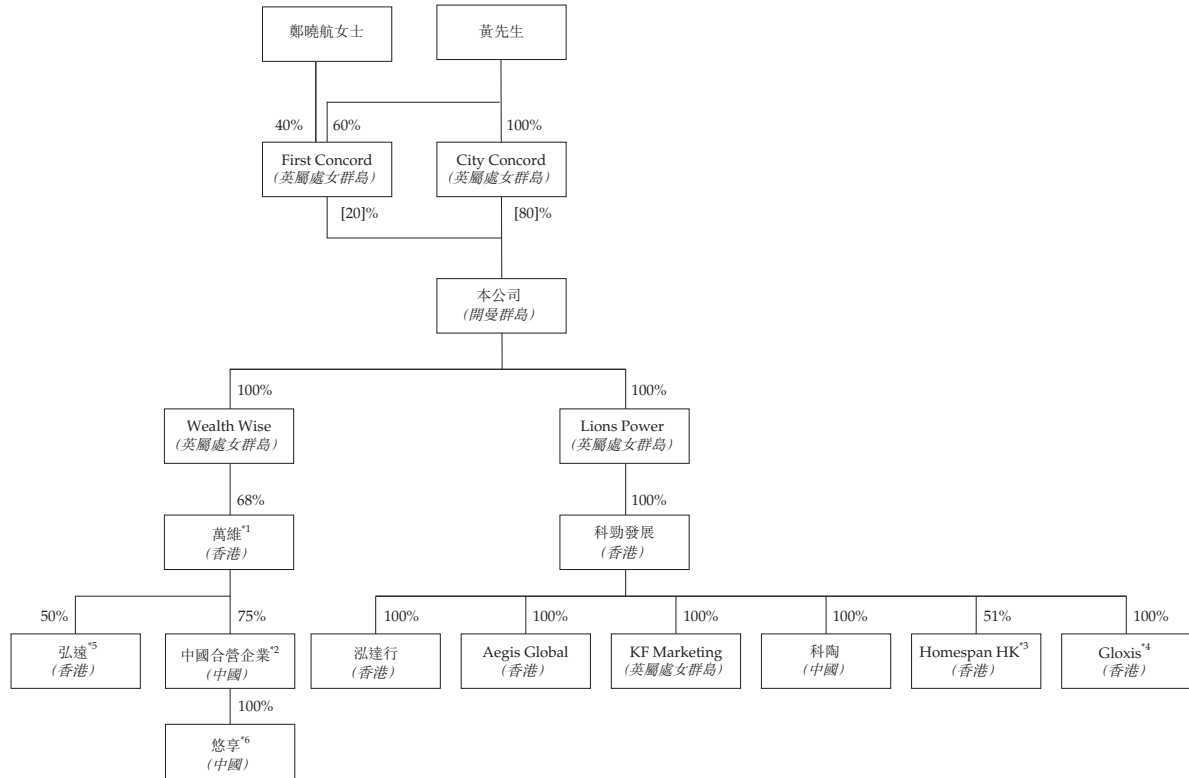 鄭曉航女士
黃先生
40%
60%
100%
First Concord
(英屬處女群島)
City Concord
(英屬處女群島)
[20]%
[80]%
本公司
(開曼群島)
100%
100%
Wealth Wise
(英屬處女群島)
Lions Power
(英屬處女群島)
68%
100%
萬維*1
(香港)
科勁發展
(香港)
50%
75%
100%
100%
100%
100%
51%
100%
弘遠*5
(香港)
中國合營企業*2
(中國)
泓達行
(香港)
Aegis Global
(香港)
KF Marketing
(英屬處女群島)
科陶
(中國)
Homespan HK*3
(香港)
Gloxis*4
(香港)
100%
悠享*6
(中國)